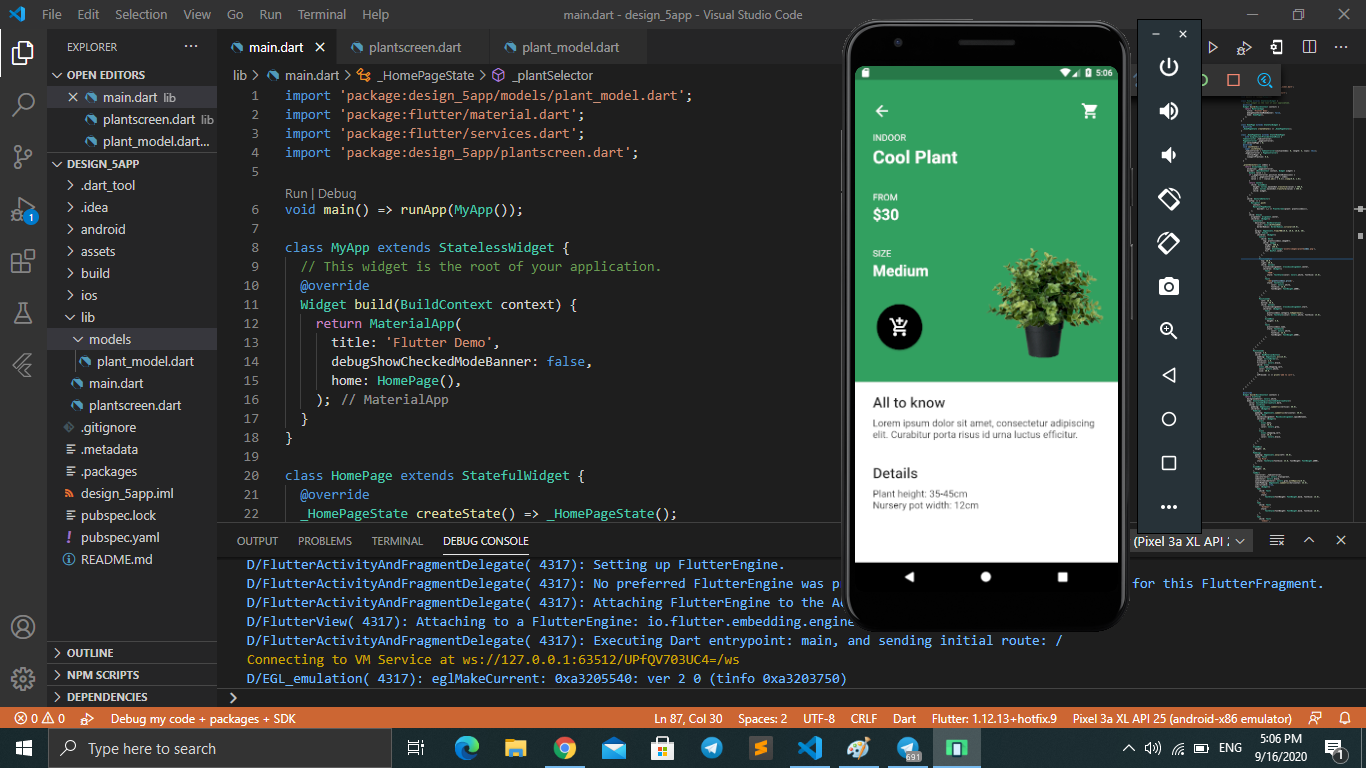 File Edit Selection View Go Run Terminal Help
main.dart - design_5app - Visual Studio Code
EXPLORER
OPEN EDITORS
main.dart lib
plantscreen.dart lib
plant_model.dart...
DESIGN_5APP
.dart_tool
.idea
android
assets
build
ios
lib
models
plant_model.dart
main.dart
plantscreen.dart
.gitignore
.metadata
.packages
design_5app.iml
pubspec.lock
pubspec.yaml
README.md
OUTLINE
NPM SCRIPTS
DEPENDENCIES
1
main.dart
plantscreen.dart
plant_model.dart
lib > main.dart > _HomePageState > _plantSelector
1 import 'package:design_5app/models/plant_model.dart';
2 import 'package:flutter/material.dart';
3 import 'package:flutter/services.dart';
4 import 'package:design_5app/plantscreen.dart';
5
Run | Debug
6 void main() => runApp(MyApp());
7
8 class MyApp extends StatelessWidget {
9 // This widget is the root of your application.
10 @override
11 Widget build(BuildContext context) {
12 return MaterialApp(
13 title: 'Flutter Demo',
14 debugShowCheckedModeBanner: false,
15 home: HomePage(),
16 ); // MaterialApp
17 }
18 }
19
20 class HomePage extends StatefulWidget {
21 @override
22 _HomePageState createState() => _HomePageState();
5:06
INDOOR
Cool Plant
FROM
$30
SIZE
Medium
All to know
Lorem ipsum dolor sit amet, consectetur adipiscing
elit. Curabitur porta risus id urna luctus efficitur.
Details
Plant height: 35-45cm
Nursery pot width: 12cm
OUTPUT PROBLEMS TERMINAL DEBUG CONSOLE
(Pixel 3a XL API
D/FlutterActivityAndFragmentDelegate( 4317): Setting up FlutterEngine.
D/FlutterActivityAndFragmentDelegate( 4317): No preferred FlutterEngine was p for this FlutterFragment.
D/FlutterActivityAndFragmentDelegate( 4317): Attaching FlutterEngine to the A
D/FlutterView( 4317): Attaching to a FlutterEngine: io.flutter.embedding.engine
D/FlutterActivityAndFragmentDelegate( 4317): Executing Dart entrypoint: main, and sending initial route: /
Connecting to VM Service at ws://127.0.0.1:63512/UPfQV703UC4=/ws
D/EGL_emulation( 4317): eglMakeCurrent: 0xa3205540: ver 2 0 (tinfo 0xa3203750)
0 0 Debug my code + packages + SDK
Ln 87, Col 30 Spaces: 2 UTF-8 CRLF Dart Flutter: 1.12.13+hotfix.9 Pixel 3a XL API 25 (android-x86 emulator)
Type here to search
691
ENG
5:06 PM
9/16/2020
1